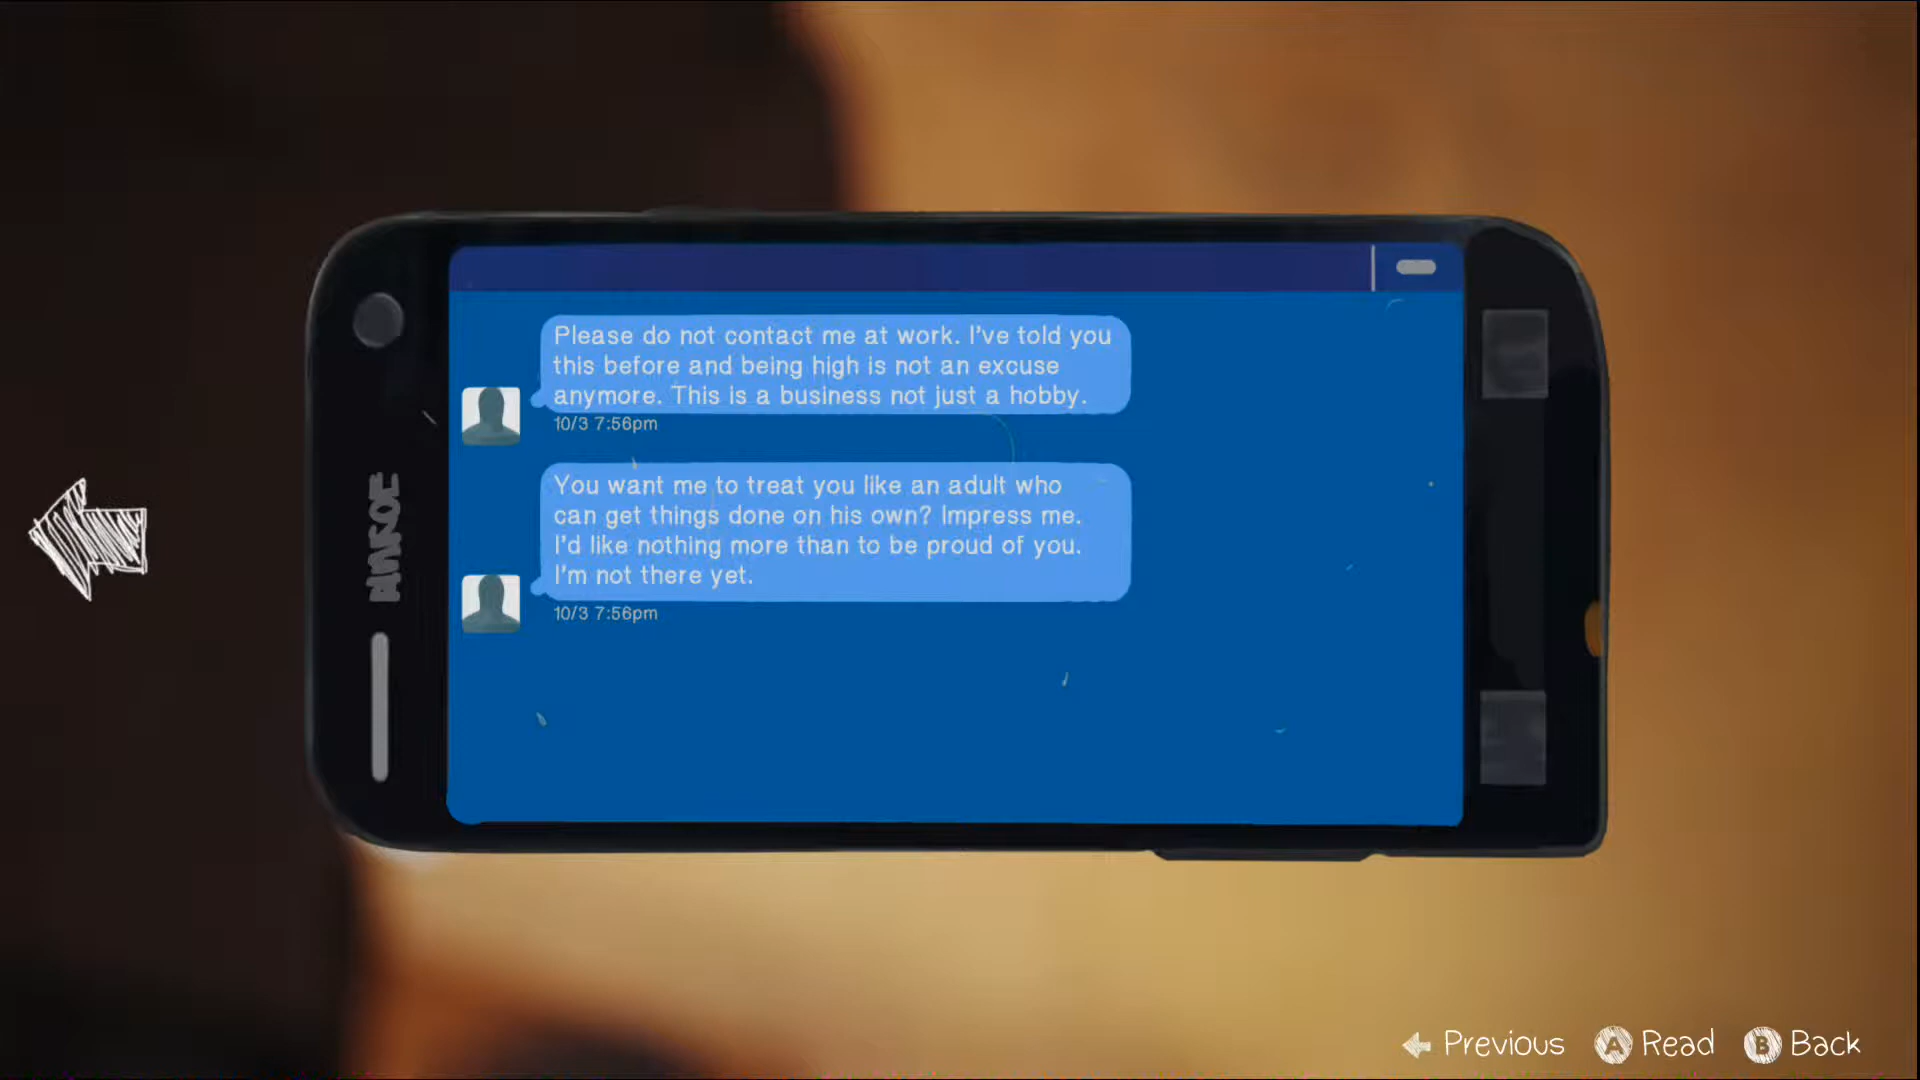 Please do not contact me at work. I've told you
this before and being high is not an excuse
anymore. This is a business not just a hobby.
10/3 7:56pm
You want me to treat you like an adult who
can get things done on his own? Impress me.
I'd like nothing more than to be proud of you.
I'm not there yet.
10/3 7:56pm
Previous
A Read
B Back